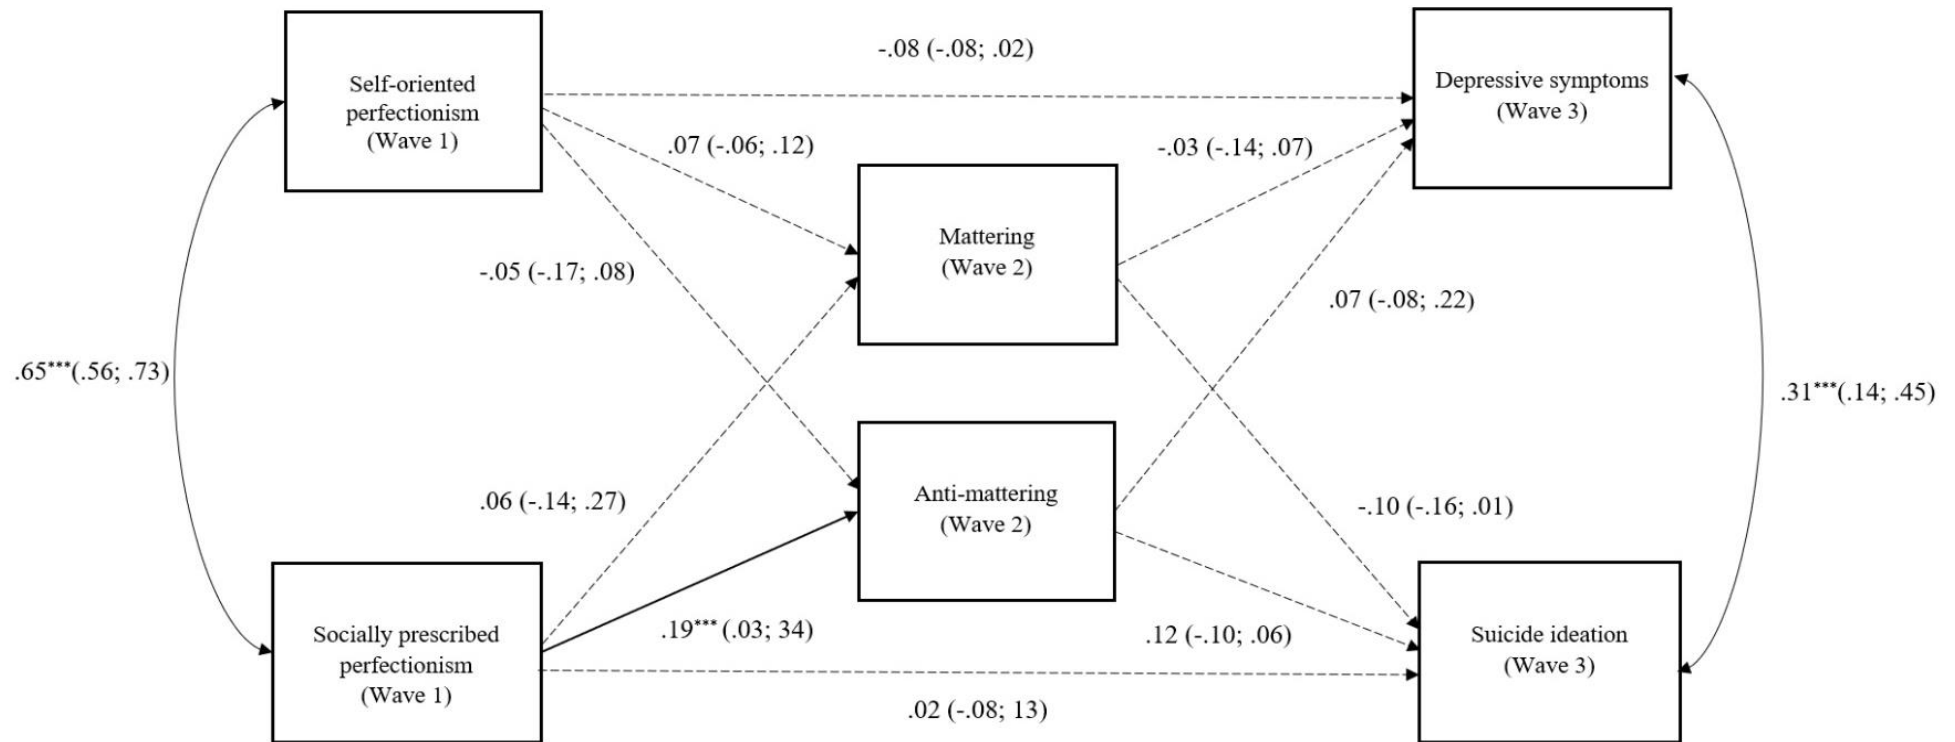 -.08 (-.08; .02)
Self-oriented
perfectionism
(Wave 1)
Depressive symptoms
(Wave 3)
.07 (-.06; .12)
-.03 (-.14; .07)
Mattering
(Wave 2)
-.05 (-.17; .08)
.07 (-.08; .22)
.65***(.56; .73)
.31***(.14; .45)
.06 (-.14; .27)
Anti-mattering
(Wave 2)
-.10 (-.16; .01)
.19*** (.03; 34)
.12 (-.10; .06)
Socially prescribed
perfectionism
(Wave 1)
Suicide ideation
(Wave 3)
.02 (-.08; 13)